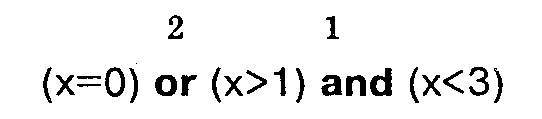 2 1
(x=0) or (x>1) and (x<3)